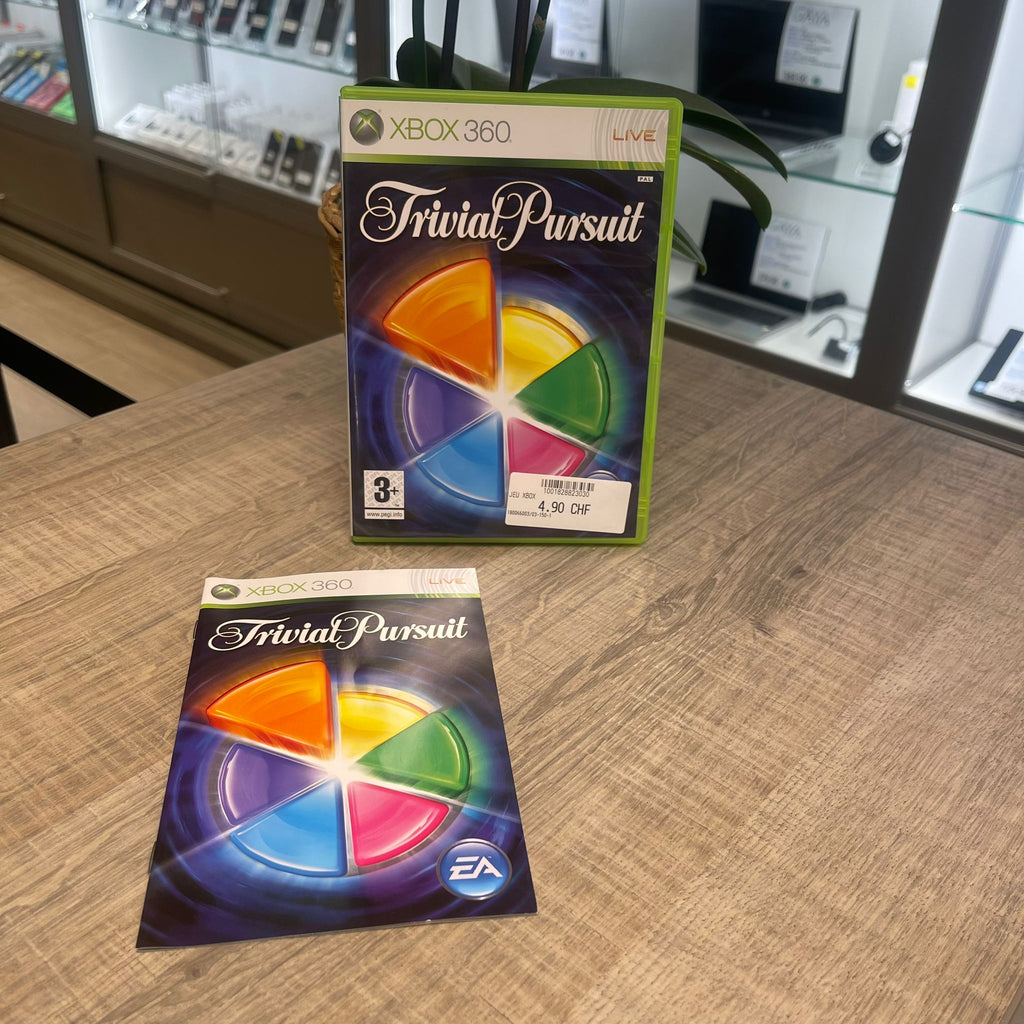 XBOX 360 LIVE
PAL
Trivial Pursuit
3+
www.pegi.info
1001828823030
JEU XBOX
4.90 CHF
XBOX 360 LIVE
Trivial Pursuit
EA